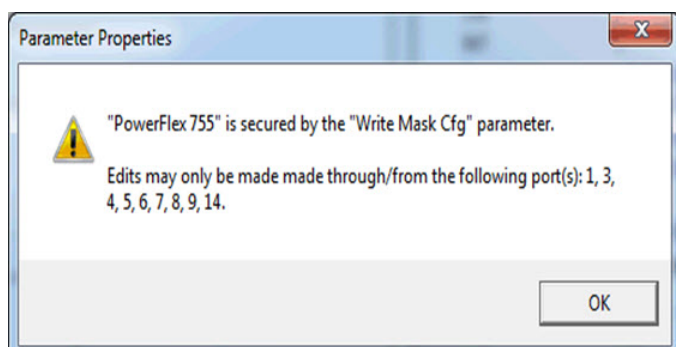 Parameter Properties
"PowerFlex 755" is secured by the "Write Mask Cfg" parameter.
Edits may only be made made through/from the following port(s): 1, 3,
4, 5, 6, 7, 8, 9, 14.
OK